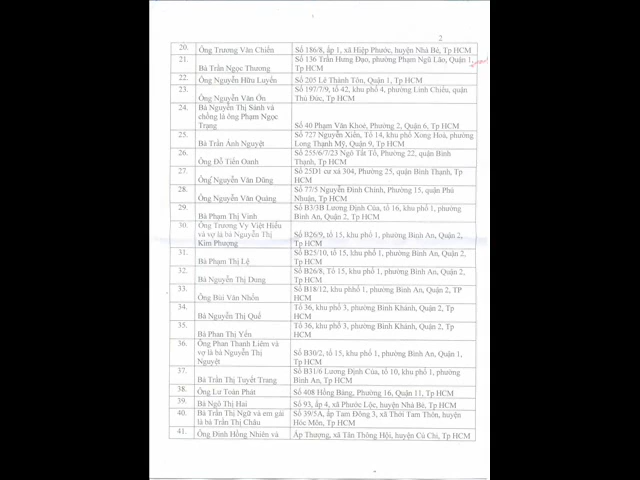 2
20. Ông Trương Văn Chiến Số 186/8, ấp 1, xã Hiệp Phước, huyện Nhà Bè, Tp HCM
21. Số 136 Trần Hưng Đạo, phường Phạm Ngũ Lão, Quận 1,
Bà Trần Ngọc Thương Tp HCM
22. Ông Nguyễn Hữu Luyến Số 205 Lê Thánh Tôn, Quận 1, Tp HCM
23. Số 197/7/9, tổ 42, khu phố 4, phường Linh Chiểu, quận
Ông Nguyễn Văn Ơn Thủ Đức, Tp HCM
24. Bà Nguyễn Thị Sánh và
chồng là ông Phạm Ngọc
Trạng Số 40 Phạm Văn Khoẻ, Phường 2, Quận 6, Tp HCM
25. Số 727 Nguyễn Xiển, Tổ 14, khu phố Xong Hoà, phường
Bà Trần Ánh Nguyệt Long Thạnh Mỹ, Quận 9, Tp HCM
26. Số 255/6/7/23 Ngô Tất Tố, Phường 22, quận Bình
Ông Đỗ Tiến Oanh Thạnh, Tp HCM
27. Số 25D1 cư xá 304, Phường 25, quận Bình Thạnh, Tp
Ông Nguyễn Văn Dũng HCM
28. Số 77/5 Nguyễn Đình Chính, Phường 15, quận Phú
Ông Nguyễn Văn Quảng Nhuận, Tp HCM
29. Số B3/3B Lương Định Của, tổ 16, khu phố 1, phường
Bà Phạm Thị Vinh Bình An, Quận 2, Tp HCM
30. Ông Trương Vy Việt Hiếu
và vợ là bà Nguyễn Thị Số B26/9, tổ 15, khu phố 1, phường Bình An, Quận 2,
Kim Phượng Tp HCM
31. Số B25/10, tổ 15, khu phố 1, phường Bình An, Quận 2,
Bà Phạm Thị Lệ Tp HCM
32. Số B26/8, Tổ 15, khu phố 1, phường Bình An, Quận 2,
Bà Nguyễn Thị Dung Tp HCM
33. Số B18/12, khu phhố 1, phường Bình An, Quận 2, TP
Ông Bùi Văn Nhôn HCM
34. Tổ 36, khu phố 3, phường Bình Khánh, Quận 2, Tp
Bà Nguyễn Thị Quế HCM
35. Tổ 36, khu phố 3, phường Bình Khánh, Quận 2, Tp
Bà Phan Thị Yến HCM
36. Ông Phan Thanh Liêm và
vợ bà Nguyễn Thị Số B30/2, tổ 15, khu phố 1, phường Bình An, Quận 1,
Nguyệt Tp HCM
37. Số B31/6 Lương Định Của, tổ 10, khu phố 1, phường
Bà Trần Thị Tuyết Trang Bình An, Tp HCM
38. Ông Lư Toàn Phát Số 408 Hồng Bàng, Phường 16, Quận 11, Tp HCM
39. Bà Ngô Thị Hai Số 93, ấp 4, xã Phước Lộc, huyện Nhà Bè, Tp HCM
40. Bà Trần Thị Ngữ và em gái Số 39/5A, ấp Tam Đông 3, xã Thới Tam Thôn, huyện
là bà Trần Thị Châu Hóc Môn, Tp HCM
41. Ông Đinh Hồng Nhiên và Ấp Thượng, xã Tân Thông Hội, huyện Củ Chi, Tp HCM